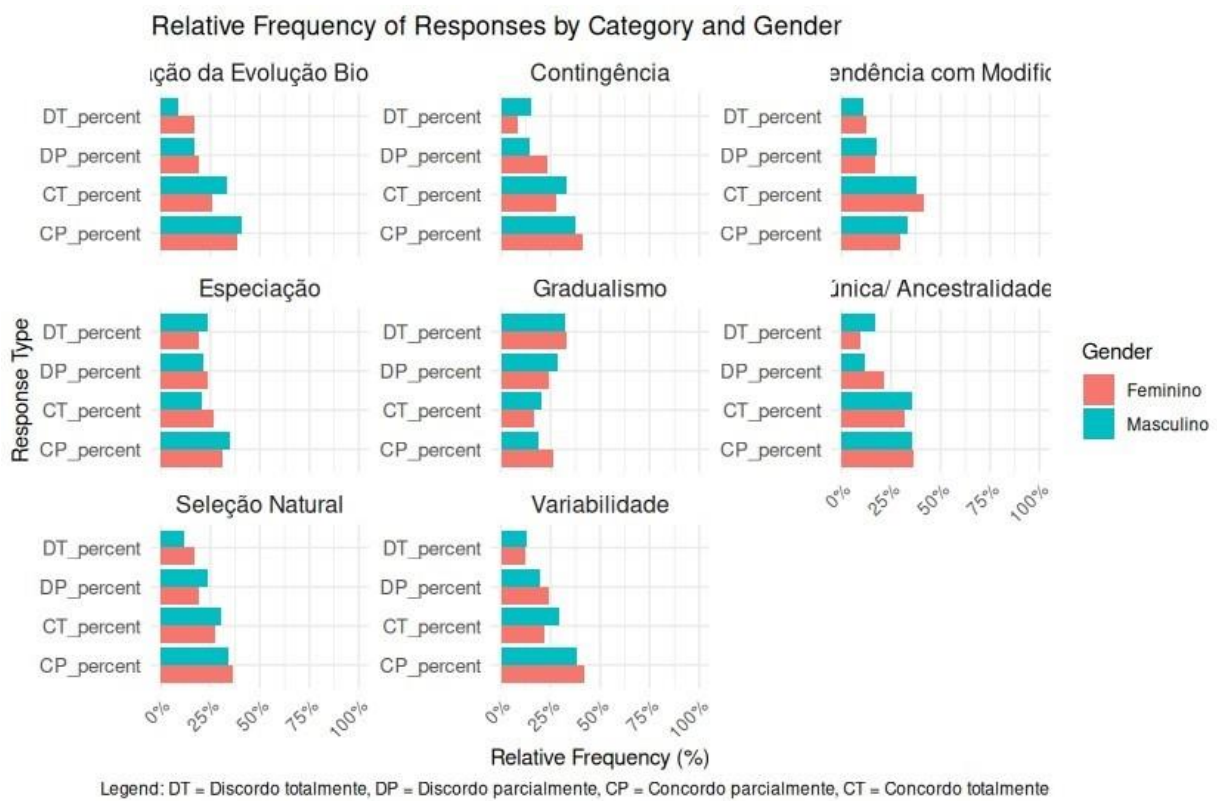 Relative Frequency of Responses by Category and Gender
ação da Evolução Bio
Contingência
endência com Modific
DT_percent
DP_percent
CT_percent
CP_percent
DT_percent
DP_percent
CT_percent
CP_percent
DT_percent
DP_percent
CT_percent
CP_percent
Especiação
Gradualismo
única/ Ancestralidade
DT_percent
DP_percent
CT_percent
CP_percent
DT_percent
DP_percent
CT_percent
CP_percent
DT_percent
DP_percent
CT_percent
CP_percent
0%
25%
50%
75%
100%
Seleção Natural
Variabilidade
DT_percent
DP_percent
CT_percent
CP_percent
0%
25%
50%
75%
100%
DT_percent
DP_percent
CT_percent
CP_percent
0%
25%
50%
75%
100%
Response Type
Relative Frequency (%)
Gender
Feminino
Masculino
Legend: DT = Discordo totalmente, DP = Discordo parcialmente, CP = Concordo parcialmente, CT = Concordo totalmente